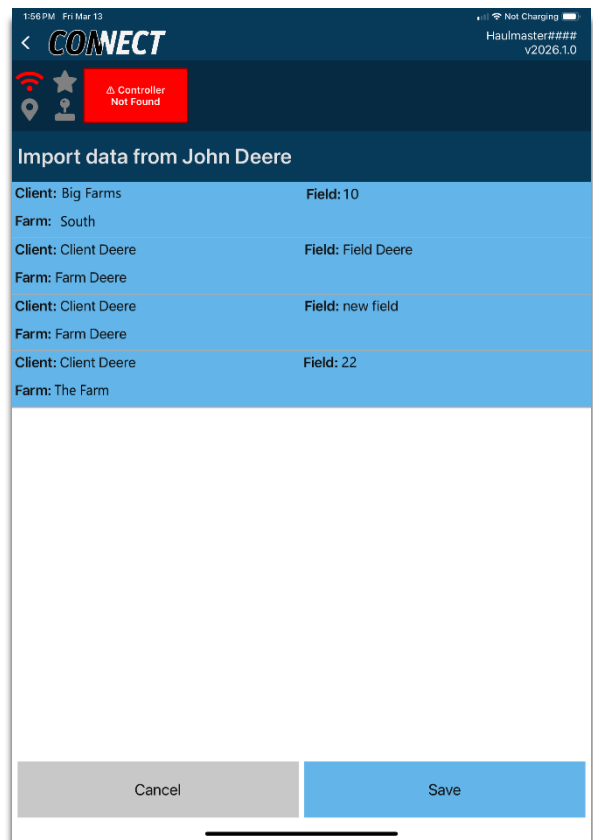 1:56 PM Fri Mar 13 Not Charging
CONNECT
Haulmaster####
v2026.1.0
⚠ Controller
Not Found
Import data from John Deere
Client: Big Farms Field: 10
Farm: South
Client: Client Deere Field: Field Deere
Farm: Farm Deere
Client: Client Deere Field: new field
Farm: Farm Deere
Client: Client Deere Field: 22
Farm: The Farm
Cancel Save